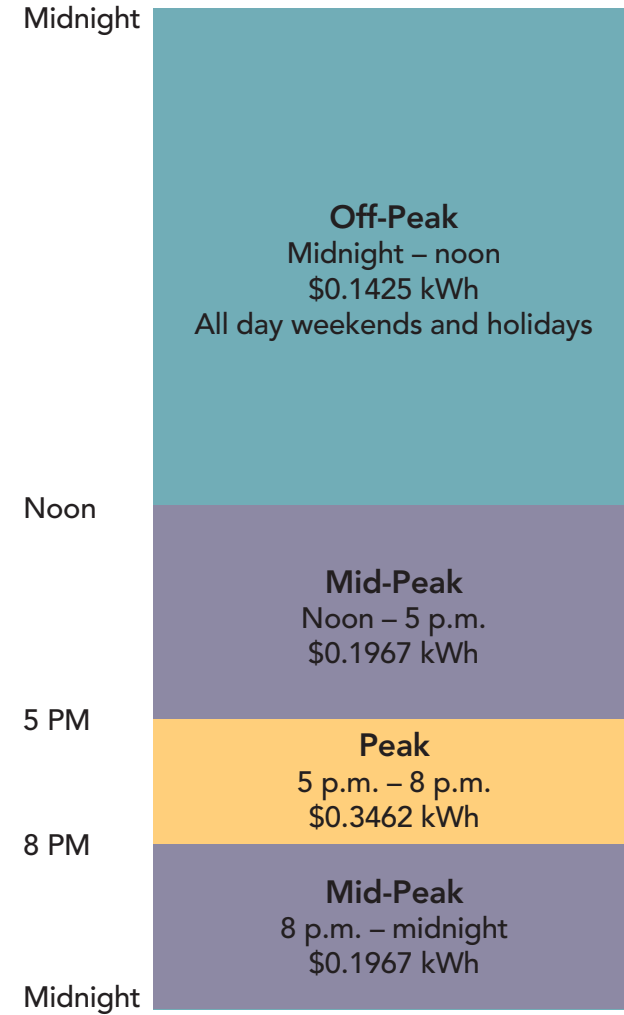 Midnight
Off-Peak
Midnight – noon
$0.1425 kWh
All day weekends and holidays
Noon
Mid-Peak
Noon – 5 p.m.
$0.1967 kWh
5 PM
Peak
5 p.m. – 8 p.m.
$0.3462 kWh
8 PM
Mid-Peak
8 p.m. – midnight
$0.1967 kWh
Midnight